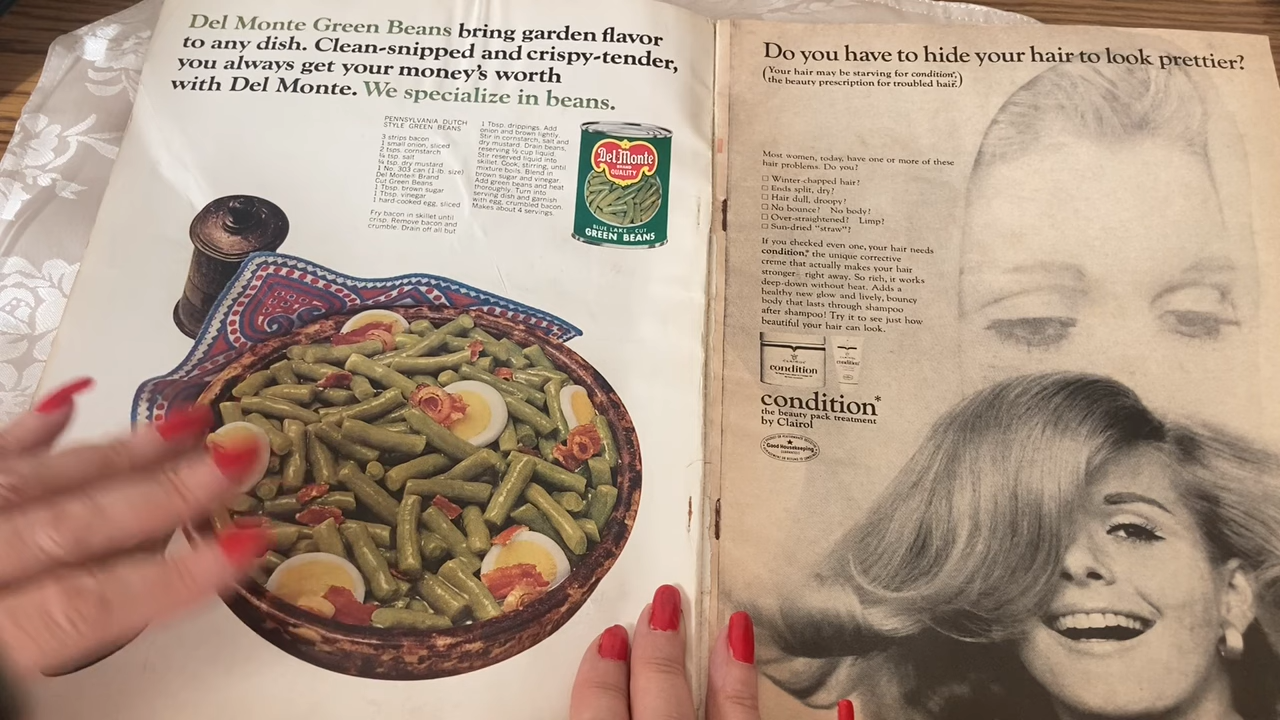 Del Monte Green Beans bring garden flavor
to any dish. Clean-snipped and crispy-tender,
you always get your money's worth
with Del Monte. We specialize in beans.
PENNSYLVANIA DUTCH
STYLE GREEN BEANS
3 strips bacon
1 small onion, sliced
2 tsps. cornstarch
¼ tsp. salt
¼ tsp. dry mustard
1 No. 303 can (1 lb. size)
Del Monte® Brand
Cut Green Beans
1 Tbsp. brown sugar
1 Tbsp. vinegar
1 hard-cooked egg, sliced
Fry bacon in skillet until
crisp. Remove bacon and
crumble. Drain off all but
1 Tbsp. drippings. Add
onion and brown lightly.
Stir in cornstarch, salt and
dry mustard. Drain beans,
reserving ½ cup liquid.
Stir reserved liquid into
skillet. Cook, stirring, until
mixture boils. Blend in
brown sugar and vinegar.
Add green beans and heat
thoroughly. Turn into
serving dish and garnish
with egg, crumbled bacon.
Makes about 4 servings.
Del Monte
BRAND
QUALITY
BLUE LAKE - CUT
GREEN BEANS
Do you have to hide your hair to look prettier?
(Your hair may be starving for condition,*
the beauty prescription for troubled hair.)
Most women, today, have one or more of these
hair problems. Do you?
□ Winter-chapped hair?
□ Ends split, dry?
□ Hair dull, droopy?
□ No bounce? No body?
□ Over-straightened? Limp?
□ Sun-dried "straw"?
If you checked even one, your hair needs
condition,* the unique corrective
creme that actually makes your hair
stronger—right away. So rich, it works
deep-down without heat. Adds a
healthy new glow and lively, bouncy
body that lasts through shampoo
after shampoo! Try it to see just how
beautiful your hair can look.
condition
condition
condition*
the beauty pack treatment
by Clairol
Good Housekeeping